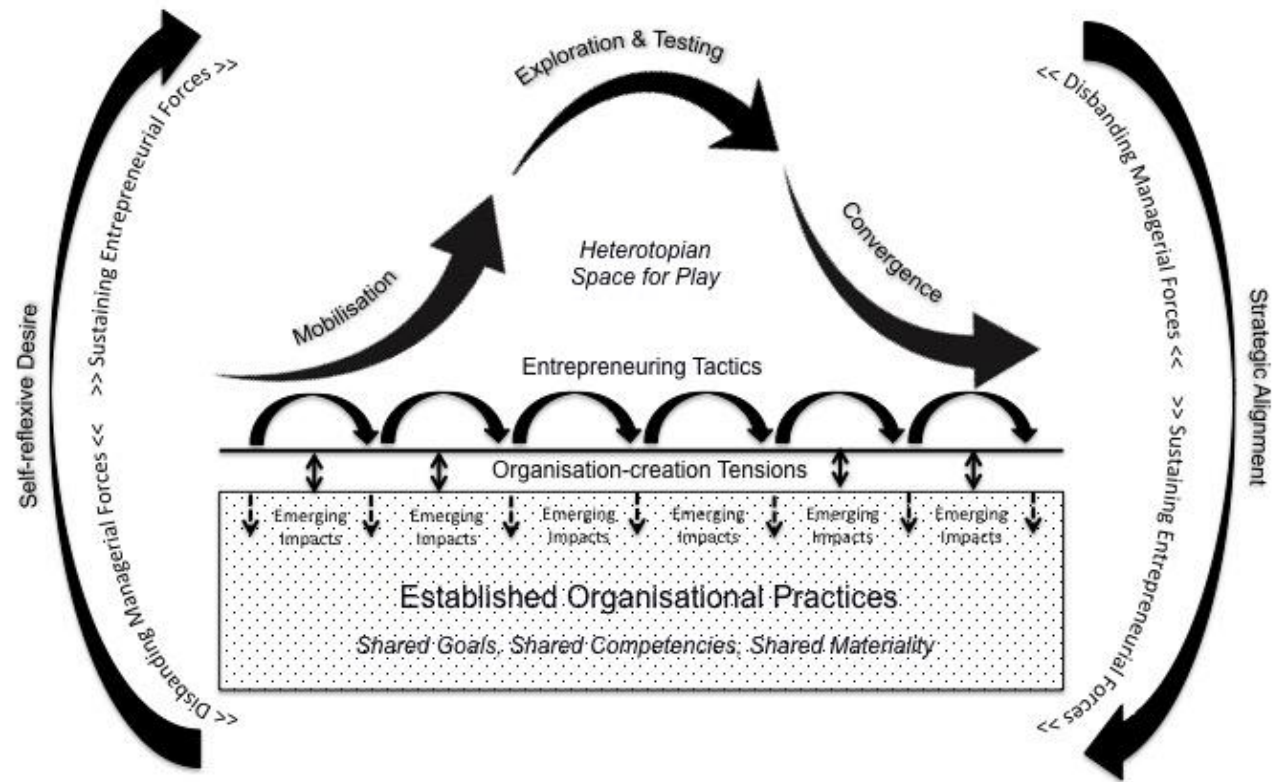 Exploration & Testing
Mobilisation
Convergence
Heterotopian
Space for Play
Entrepreneuring Tactics
Organisation-creation Tensions
Emerging
Impacts
Emerging
Impacts
Emerging
Impacts
Emerging
Impacts
Emerging
Impacts
Emerging
Impacts
Established Organisational Practices
Shared Goals, Shared Competencies, Shared Materiality
Self-reflexive Desire
<< Disbanding Managerial Forces << >> Sustaining Entrepreneurial Forces >>
<< Disbanding Managerial Forces << >> Sustaining Entrepreneurial Forces >>
Strategic Alignment